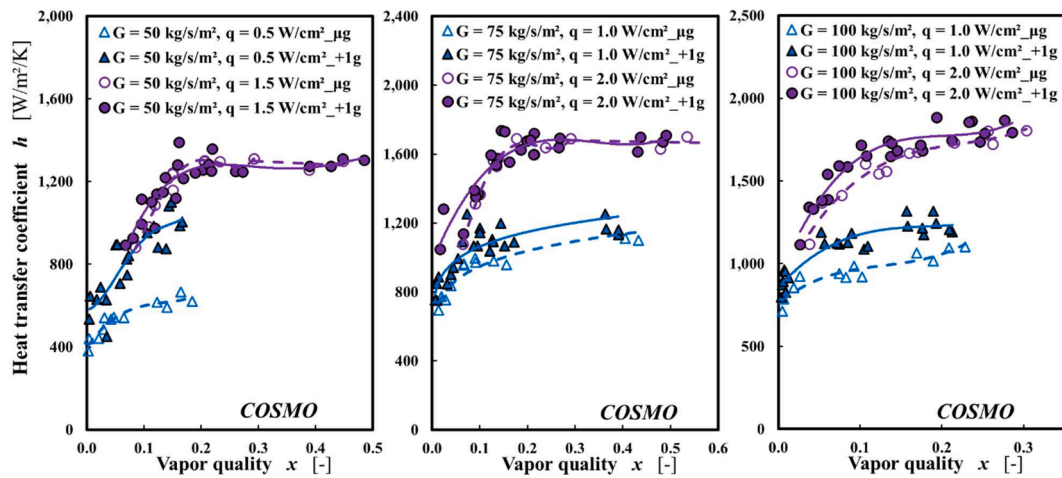 Heat transfer coefficient h [W/m²/K]
2,000
1,600
1,200
800
400
0
G = 50 kg/s/m², q = 0.5 W/cm²_μg
G = 50 kg/s/m², q = 0.5 W/cm²_+1g
G = 50 kg/s/m², q = 1.5 W/cm²_μg
G = 50 kg/s/m², q = 1.5 W/cm²_+1g
COSMO
0.0 0.1 0.2 0.3 0.4 0.5
Vapor quality x [-]
2,400
2,000
1,600
1,200
800
400
0
G = 75 kg/s/m², q = 1.0 W/cm²_μg
G = 75 kg/s/m², q = 1.0 W/cm²_+1g
G = 75 kg/s/m², q = 2.0 W/cm²_μg
G = 75 kg/s/m², q = 2.0 W/cm²_+1g
COSMO
0.0 0.1 0.2 0.3 0.4 0.5 0.6
Vapor quality x [-]
2,500
2,000
1,500
1,000
500
0
G = 100 kg/s/m², q = 1.0 W/cm²_μg
G = 100 kg/s/m², q = 1.0 W/cm²_+1g
G = 100 kg/s/m², q = 2.0 W/cm²_μg
G = 100 kg/s/m², q = 2.0 W/cm²_+1g
COSMO
0.0 0.1 0.2 0.3
Vapor quality x [-]